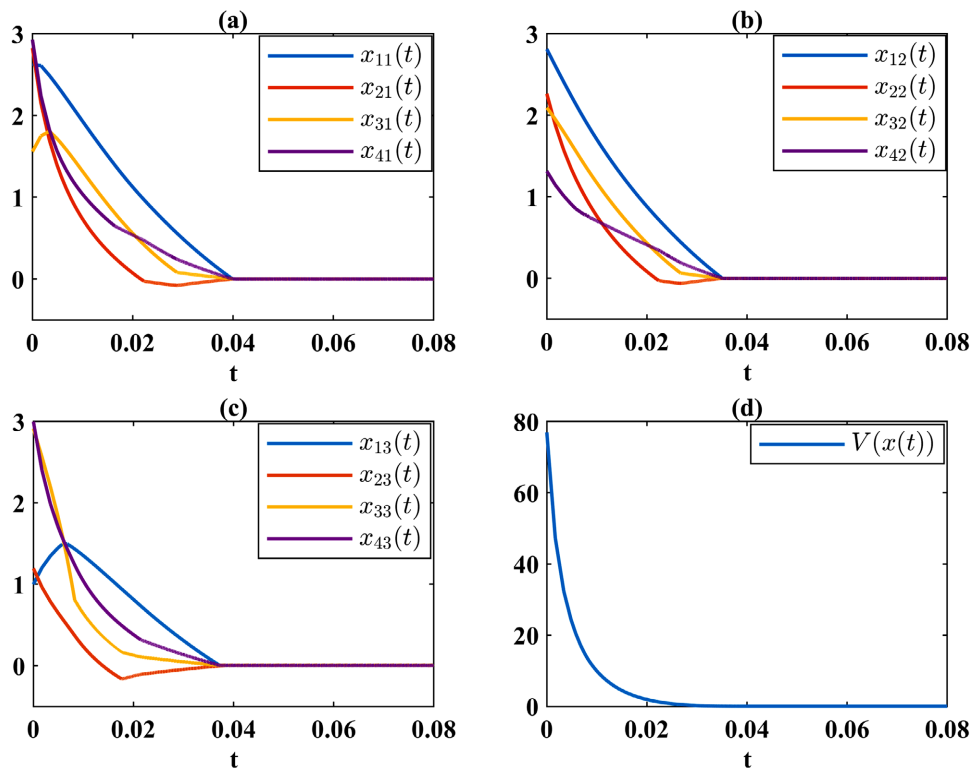 (a)
3
2
1
0
x₁₁(t)
x₂₁(t)
x₃₁(t)
x₄₁(t)
0 0.02 0.04 0.06 0.08
t
(b)
3
2
1
0
-1
x₁₂(t)
x₂₂(t)
x₃₂(t)
x₄₂(t)
0 0.02 0.04 0.06 0.08
t
(c)
3
2
1
0
x₁₃(t)
x₂₃(t)
x₃₃(t)
x₄₃(t)
0 0.02 0.04 0.06 0.08
t
(d)
80
60
40
20
0
V(x(t))
0 0.02 0.04 0.06 0.08
t